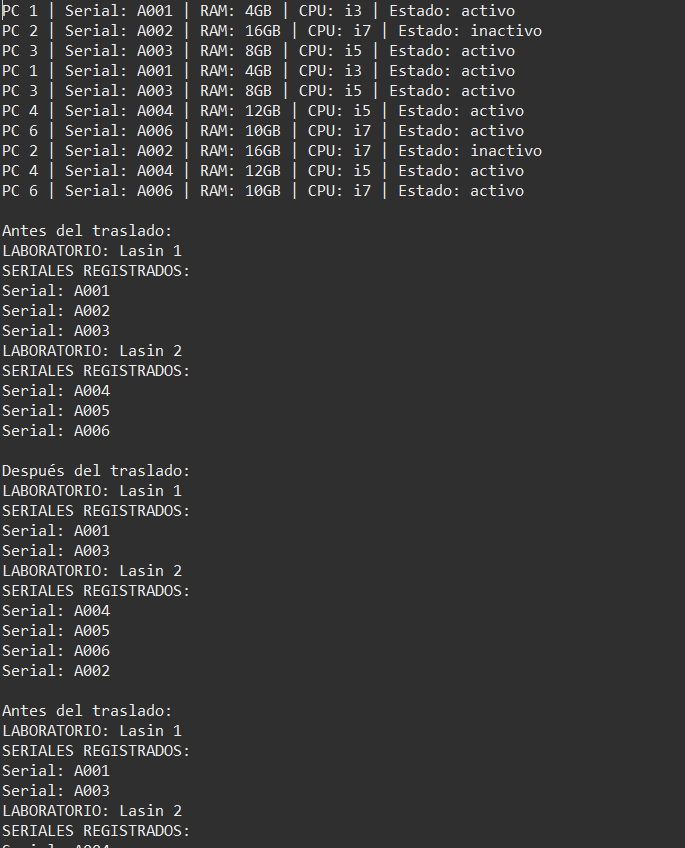 PC 1 | Serial: A001 | RAM: 4GB | CPU: i3 | Estado: activo
PC 2 | Serial: A002 | RAM: 16GB | CPU: i7 | Estado: inactivo
PC 3 | Serial: A003 | RAM: 8GB | CPU: i5 | Estado: activo
PC 1 | Serial: A001 | RAM: 4GB | CPU: i3 | Estado: activo
PC 3 | Serial: A003 | RAM: 8GB | CPU: i5 | Estado: activo
PC 4 | Serial: A004 | RAM: 12GB | CPU: i5 | Estado: activo
PC 6 | Serial: A006 | RAM: 10GB | CPU: i7 | Estado: activo
PC 2 | Serial: A002 | RAM: 16GB | CPU: i7 | Estado: inactivo
PC 4 | Serial: A004 | RAM: 12GB | CPU: i5 | Estado: activo
PC 6 | Serial: A006 | RAM: 10GB | CPU: i7 | Estado: activo

Antes del traslado:
LABORATORIO: Lasin 1
SERIALES REGISTRADOS:
Serial: A001
Serial: A002
Serial: A003
LABORATORIO: Lasin 2
SERIALES REGISTRADOS:
Serial: A004
Serial: A005
Serial: A006

Después del traslado:
LABORATORIO: Lasin 1
SERIALES REGISTRADOS:
Serial: A001
Serial: A003
LABORATORIO: Lasin 2
SERIALES REGISTRADOS:
Serial: A004
Serial: A005
Serial: A006
Serial: A002

Antes del traslado:
LABORATORIO: Lasin 1
SERIALES REGISTRADOS:
Serial: A001
Serial: A003
LABORATORIO: Lasin 2
SERIALES REGISTRADOS: